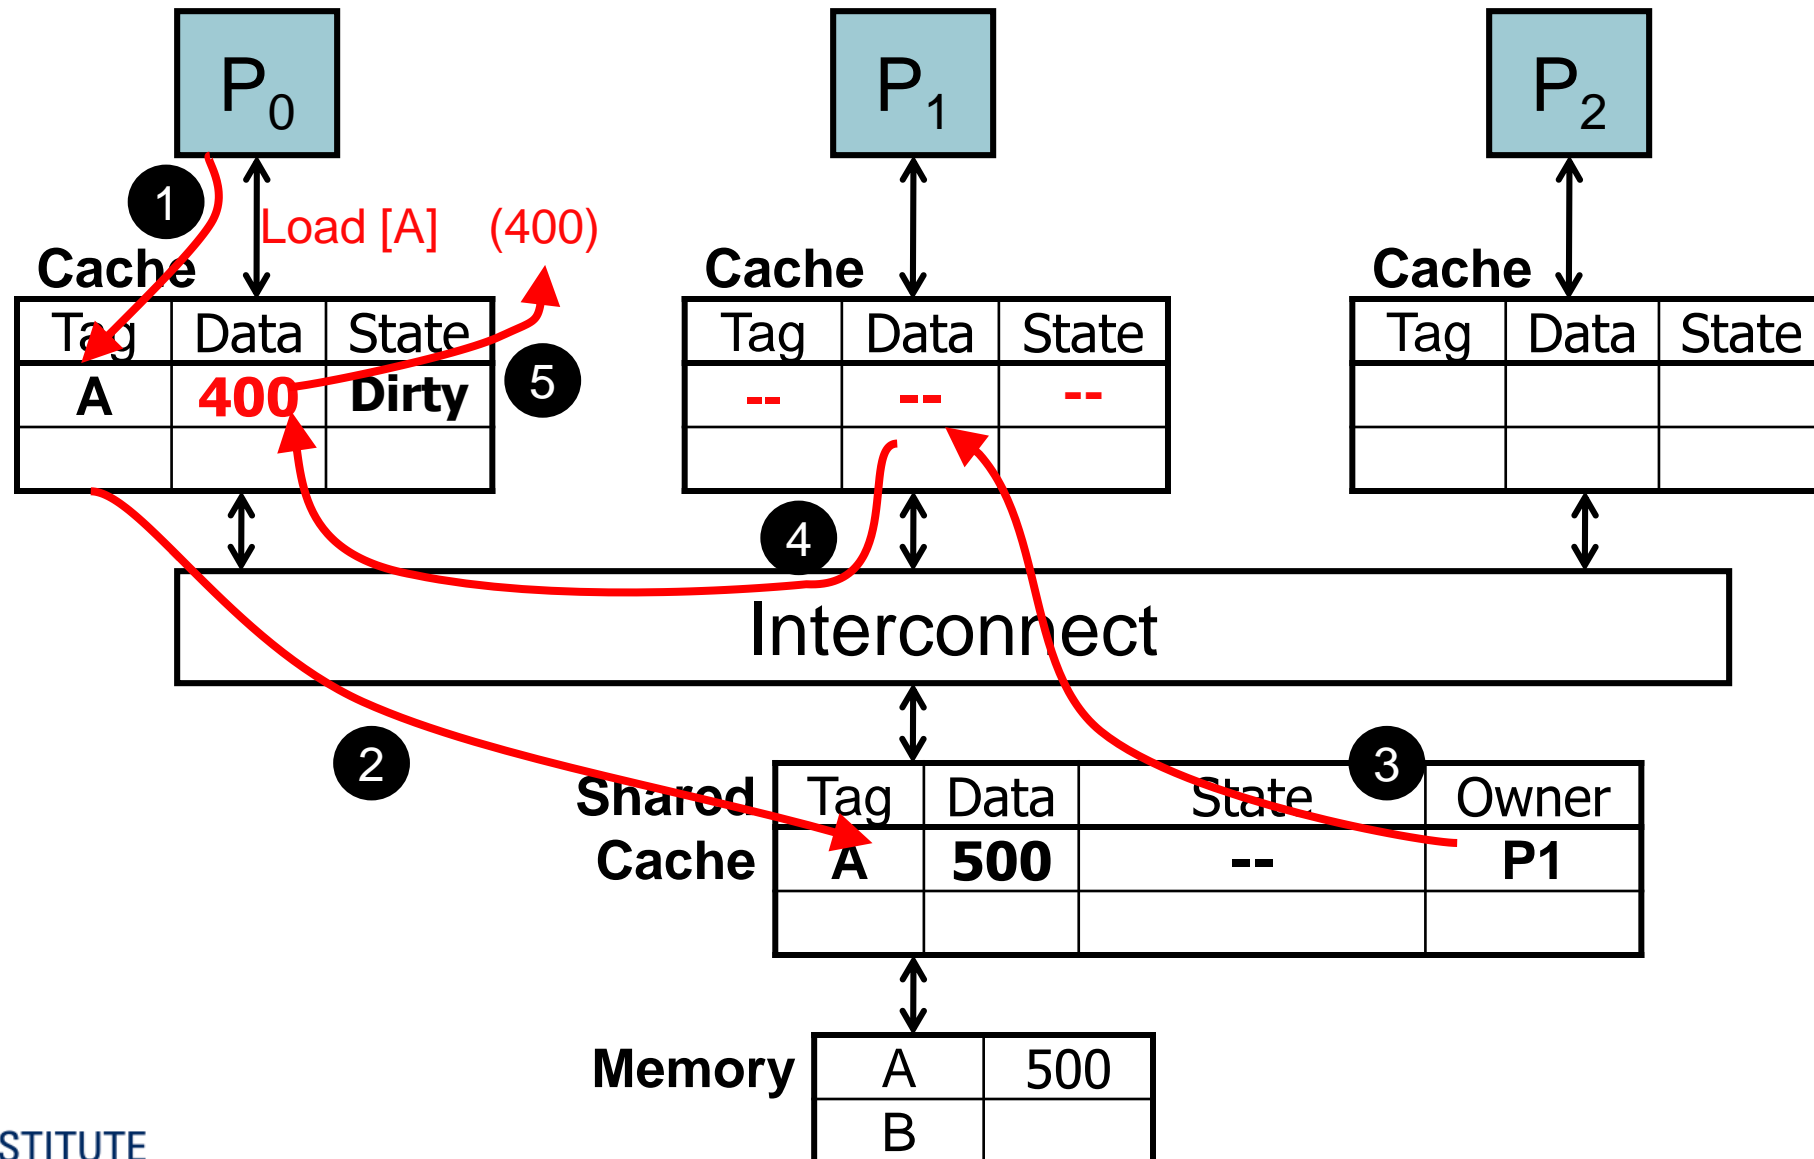 P0 P1 P2
1
Load [A] (400)
Cache Cache Cache
Tag Data State Tag Data State Tag Data State
A 400 Dirty 5 -- -- --
4
Interconnect
2 3
Shared Tag Data State Owner
Cache A 500 -- P1
Memory A 500
B
STITUTE